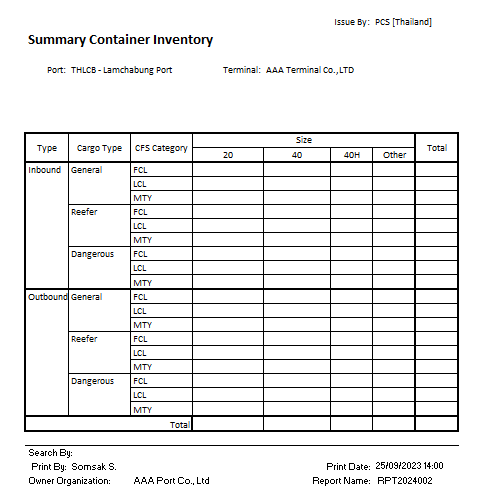 Issue By: PCS [Thailand]
Summary Container Inventory
Port: THLCB - Lamchabung Port Terminal: AAA Terminal Co.,LTD
Type Cargo Type CFS Category Size Total
20 40 40H Other
Inbound General FCL
LCL
MTY
Reefer FCL
LCL
MTY
Dangerous FCL
LCL
MTY
Outbound General FCL
LCL
MTY
Reefer FCL
LCL
MTY
Dangerous FCL
LCL
MTY
Total
Search By:
Print By: Somsak S. Print Date: 25/09/2023 14:00
Owner Organization: AAA Port Co., Ltd Report Name: RPT2024002